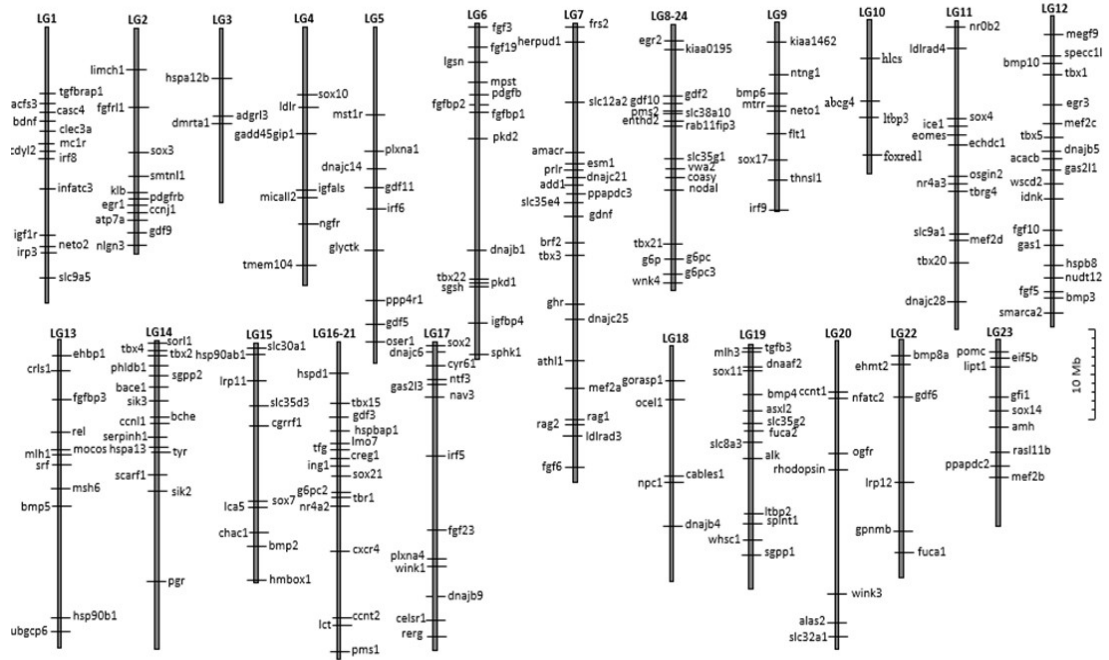 LG1
tgfbrap1
acfs3
casc4
bdnf
clec3a
mc1r
cdyl2
irf8
infatc3
igf1r
neto2
irp3
slc9a5
LG2
limch1
fgfrl1
sox3
smtnl1
klb
pdgfrb
egr1
ccnj1
atp7a
gdf9
nlgn3
LG3
hspa12b
adgrl3
dmrta1
LG4
sox10
ldlr
gadd45gip1
igfals
micall2
ngfr
tmem104
LG5
mst1r
plxna1
dnajc14
gdf11
irf6
glyctk
ppp4r1
gdf5
oser1
LG6
fgf3
fgf19
lgsn
mpst
pdgfb
fgfbp2
fgfbp1
pkd2
dnajb1
tbx22
pkd1
sgsh
igfbp4
sphk1
LG7
frs2
herpud1
slc12a2
amacr
esm1
prlr
dnajc21
add1
ppapdc3
slc35e4
gdnf
brf2
tbx3
ghr
dnajc25
athl1
mef2a
rag1
rag2
ldlrad3
fgf6
LG8-24
egr2
kiaa0195
gdf2
gdf10
pms2
slc38a10
enthd2
rab11fip3
slc35g1
vwa2
coasy
nodal
tbx21
g6p
g6pc
g6pc3
wnk4
LG9
kiaa1462
ntng1
bmp6
mtrr
neto1
flt1
sox17
thnsl1
irf9
LG10
hlcs
abcg4
ltbp3
foxred1
LG11
nr0b2
ldlrad4
sox4
ice1
eomes
echdc1
osgin2
nr4a3
tbrg4
slc9a1
mef2d
tbx20
dnajc28
LG12
megf9
specc1l
bmp10
tbx1
egr3
mef2c
tbx5
dnajb5
acacb
gas2l1
wscd2
idnk
fgf10
gas1
hspb8
nudt12
fgf5
bmp3
smarca2
LG13
ehbp1
crls1
fgfbp3
rel
mocos
mlh1
srf
msh6
bmp5
hsp90b1
ubgcp6
LG14
sorl1
tbx4
tbx2
phldb1
sgpp2
bace1
sik3
bche
ccnl1
serpinh1
hspa13
tyr
scarf1
sik2
pgr
LG15
slc30a1
hsp90ab1
lrp11
slc35d3
cgrrf1
sox7
lca5
chac1
bmp2
hmbox1
LG16-21
hspd1
tbx15
gdf3
hspbap1
lmo7
tfg
creg1
ing1
sox21
g6pc2
tbr1
nr4a2
cxcr4
ccnt2
lct
pms1
LG17
sox2
dnajc6
cyr61
ntf3
gas2l3
nav3
irf5
fgf23
plxna4
wink1
dnajb9
celsr1
rerg
LG18
gorasp1
ocel1
cables1
npc1
dnajb4
LG19
tgfb3
mlh3
dnaaf2
sox11
bmp4
asxl2
slc35g2
fuca2
slc8a3
alk
ltbp2
splnt1
whsc1
sgpp1
LG20
ccnt1
nfatc2
ogfr
rhodopsin
wink3
alas2
slc32a1
LG22
bmp8a
ehmt2
gdf6
lrp12
gpnmb
fuca1
LG23
pomc
eif5b
lipt1
gfi1
sox14
amh
rasl11b
ppapdc2
mef2b
10 Mb